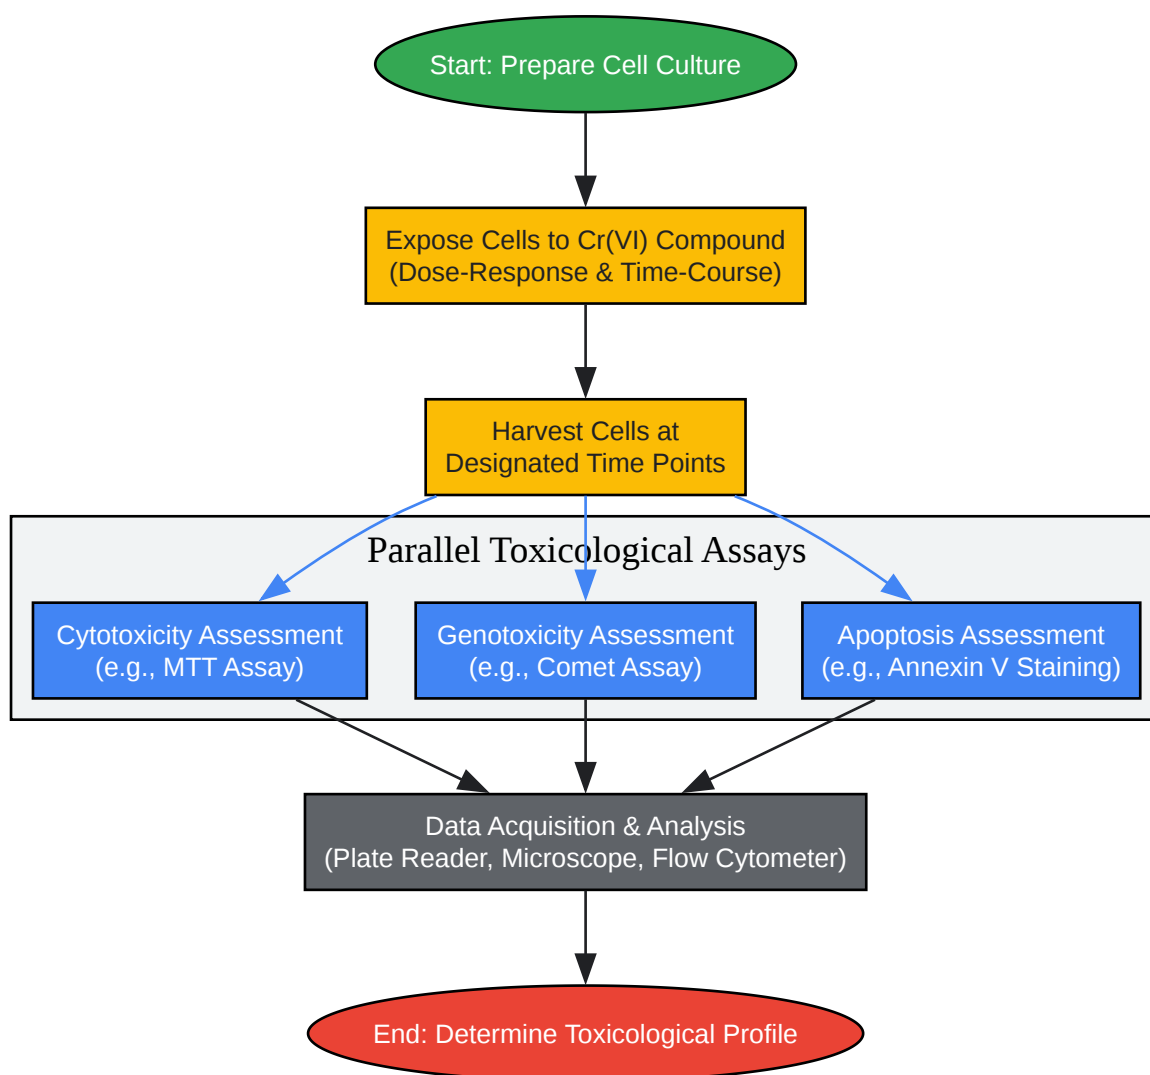 Start: Prepare Cell Culture
Expose Cells to Cr(VI) Compound
(Dose-Response & Time-Course)
Harvest Cells at
Designated Time Points
Parallel Toxicological Assays
Cytotoxicity Assessment
(e.g., MTT Assay)
Genotoxicity Assessment
(e.g., Comet Assay)
Apoptosis Assessment
(e.g., Annexin V Staining)
Data Acquisition & Analysis
(Plate Reader, Microscope, Flow Cytometer)
End: Determine Toxicological Profile